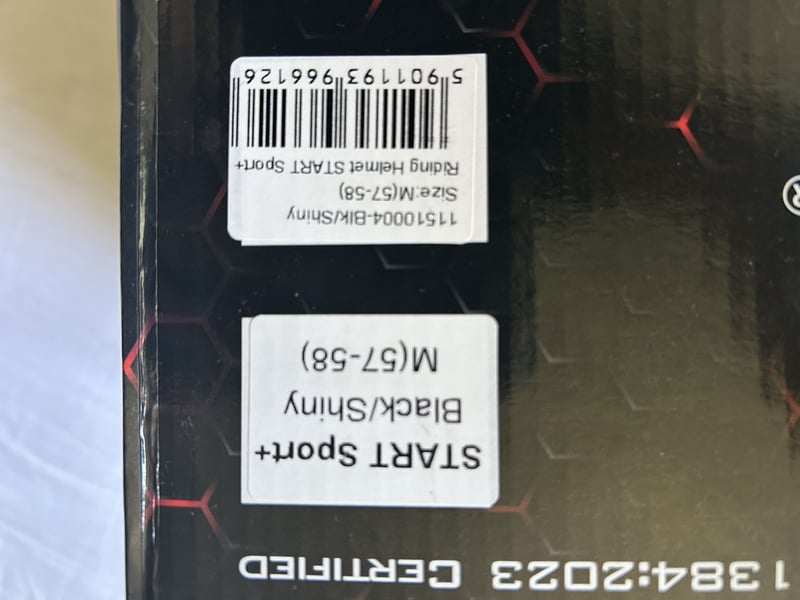 ®
1384:2023 CERTIFIED
START Sport+
Black/Shiny
M(57-58)
11510004-Blk/Shiny
Size:M(57-58)
Riding Helmet START Sport+
5 901193 966126